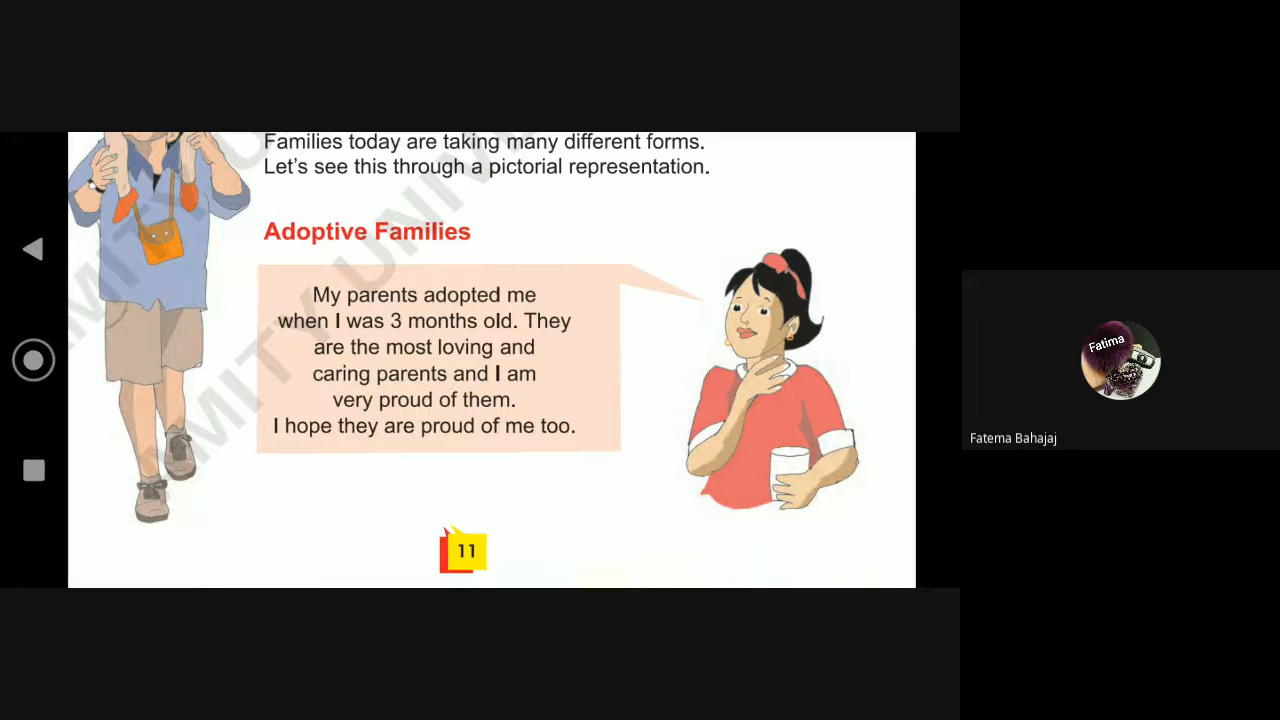 Families today are taking many different forms.
Let's see this through a pictorial representation.
Adoptive Families
My parents adopted me
when I was 3 months old. They
are the most loving and
caring parents and I am
very proud of them.
I hope they are proud of me too.
11
Fatima
Fatema Bahajaj